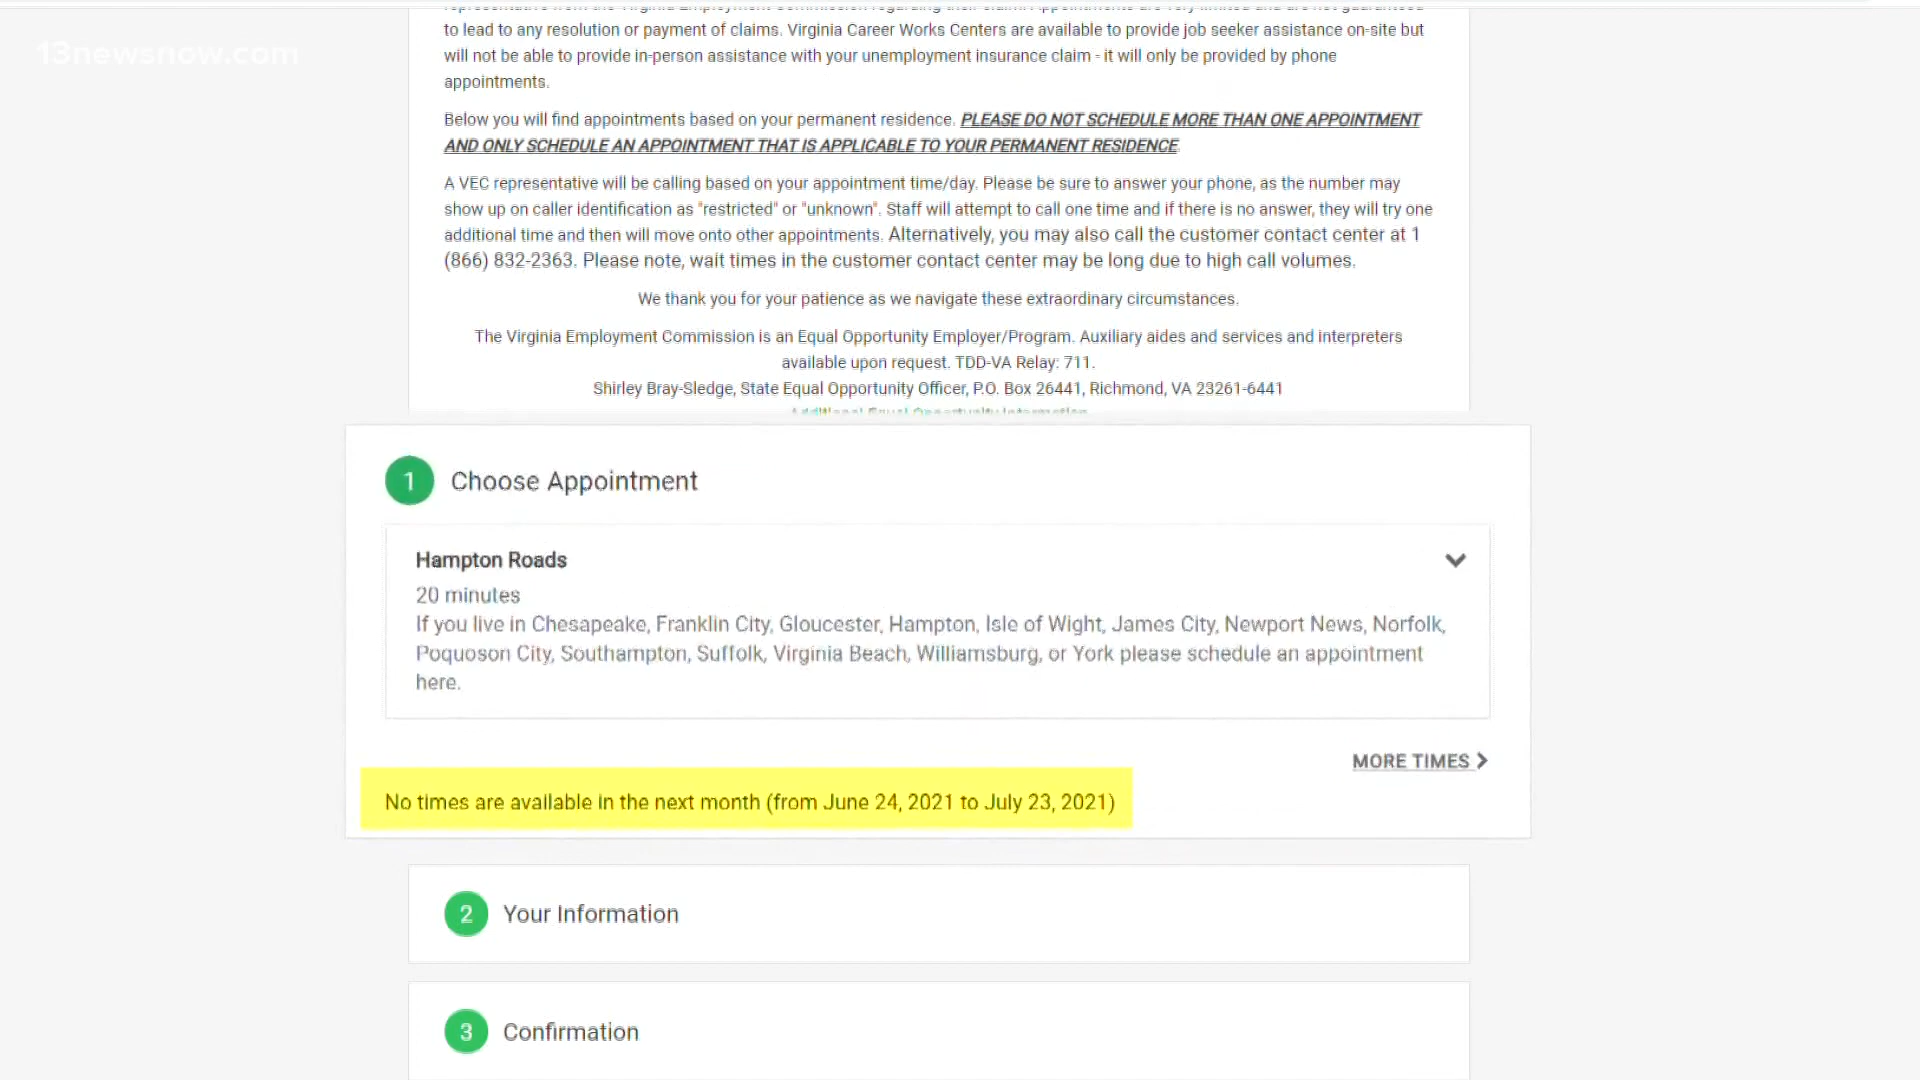 13newsnow.com
to lead to any resolution or payment of claims. Virginia Career Works Centers are available to provide job seeker assistance on-site but
will not be able to provide in-person assistance with your unemployment insurance claim - it will only be provided by phone
appointments.
Below you will find appointments based on your permanent residence. PLEASE DO NOT SCHEDULE MORE THAN ONE APPOINTMENT
AND ONLY SCHEDULE AN APPOINTMENT THAT IS APPLICABLE TO YOUR PERMANENT RESIDENCE.
A VEC representative will be calling based on your appointment time/day. Please be sure to answer your phone, as the number may
show up on caller identification as "restricted" or "unknown". Staff will attempt to call one time and if there is no answer, they will try one
additional time and then will move onto other appointments. Alternatively, you may also call the customer contact center at 1
(866) 832-2363. Please note, wait times in the customer contact center may be long due to high call volumes.
We thank you for your patience as we navigate these extraordinary circumstances.
The Virginia Employment Commission is an Equal Opportunity Employer/Program. Auxiliary aides and services and interpreters
available upon request. TDD-VA Relay: 711.
Shirley Bray-Sledge, State Equal Opportunity Officer, P.O. Box 26441, Richmond, VA 23261-6441
Additional Equal Opportunity Information
1 Choose Appointment
Hampton Roads
20 minutes
If you live in Chesapeake, Franklin City, Gloucester, Hampton, Isle of Wight, James City, Newport News, Norfolk,
Poquoson City, Southampton, Suffolk, Virginia Beach, Williamsburg, or York please schedule an appointment
here.
MORE TIMES
No times are available in the next month (from June 24, 2021 to July 23, 2021)
2 Your Information
3 Confirmation